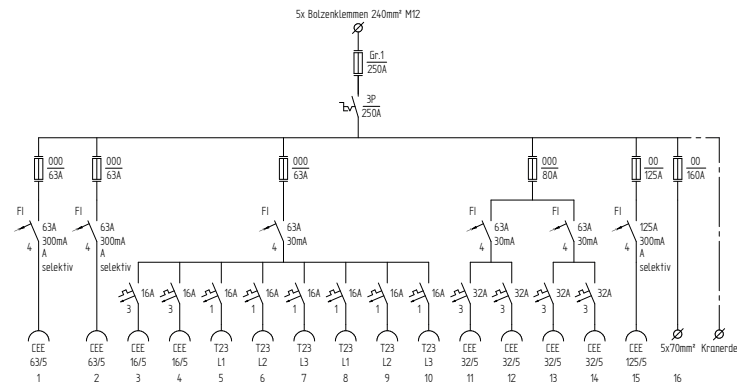 5x Bolzenklemmen 240mm² M12
Gr.1
250A
3P
250A
000
63A
000
63A
000
63A
000
80A
00
125A
00
160A
FI
63A
300mA
A
selektiv
4
FI
63A
300mA
A
selektiv
4
FI
63A
30mA
4
FI
63A
30mA
4
FI
63A
30mA
4
FI
125A
300mA
A
selektiv
4
16A
3
16A
3
16A
1
16A
1
16A
1
16A
1
16A
1
16A
1
32A
3
32A
3
32A
3
32A
3
CEE 63/5
CEE 63/5
CEE 16/5
CEE 16/5
T23 L1
T23 L2
T23 L3
T23 L1
T23 L2
T23 L3
CEE 32/5
CEE 32/5
CEE 32/5
CEE 32/5
CEE 125/5
5x70mm² Kranerde
1 2 3 4 5 6 7 8 9 10 11 12 13 14 15 16